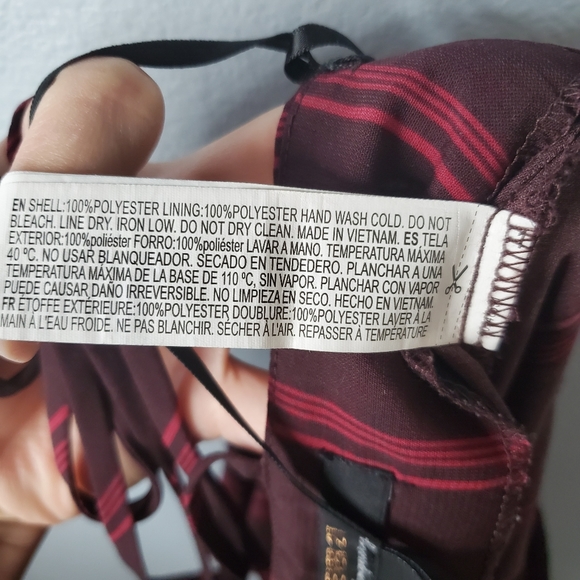 EN SHELL:100%POLYESTER LINING:100%POLYESTER HAND WASH COLD. DO NOT
BLEACH. LINE DRY. IRON LOW. DO NOT DRY CLEAN. MADE IN VIETNAM. ES TELA
EXTERIOR:100%poliéster FORRO:100%poliéster LAVAR A MANO. TEMPERATURA MÁXIMA
40 ºC. NO USAR BLANQUEADOR. SECADO EN TENDEDERO. PLANCHAR A UNA
TEMPERATURA MÁXIMA DE LA BASE DE 110 ºC, SIN VAPOR. PLANCHAR CON VAPOR
PUEDE CAUSAR DAÑO IRREVERSIBLE. NO LIMPIEZA EN SECO. HECHO EN VIETNAM.
FR ÉTOFFE EXTÉRIEURE:100%POLYESTER DOUBLURE:100%POLYESTER LAVER À LA
MAIN À L'EAU FROIDE. NE PAS BLANCHIR. SÉCHER À L'AIR. REPASSER À TEMPÉRATURE